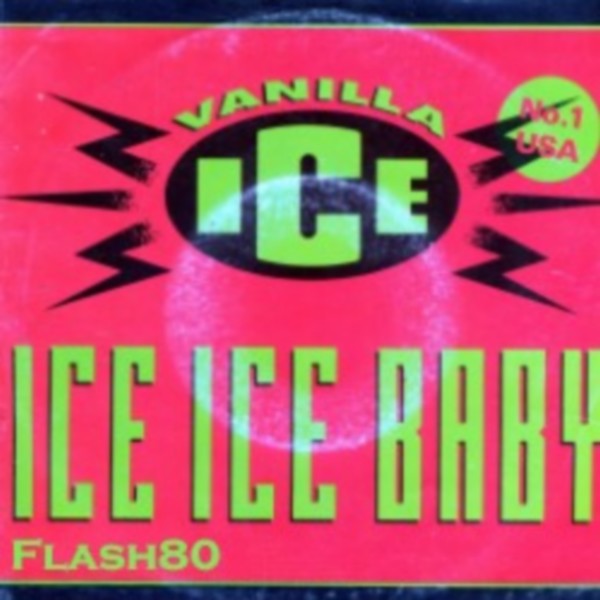 VANILLA
ICE
No.1
USA
ICE ICE BABY
FLASH80